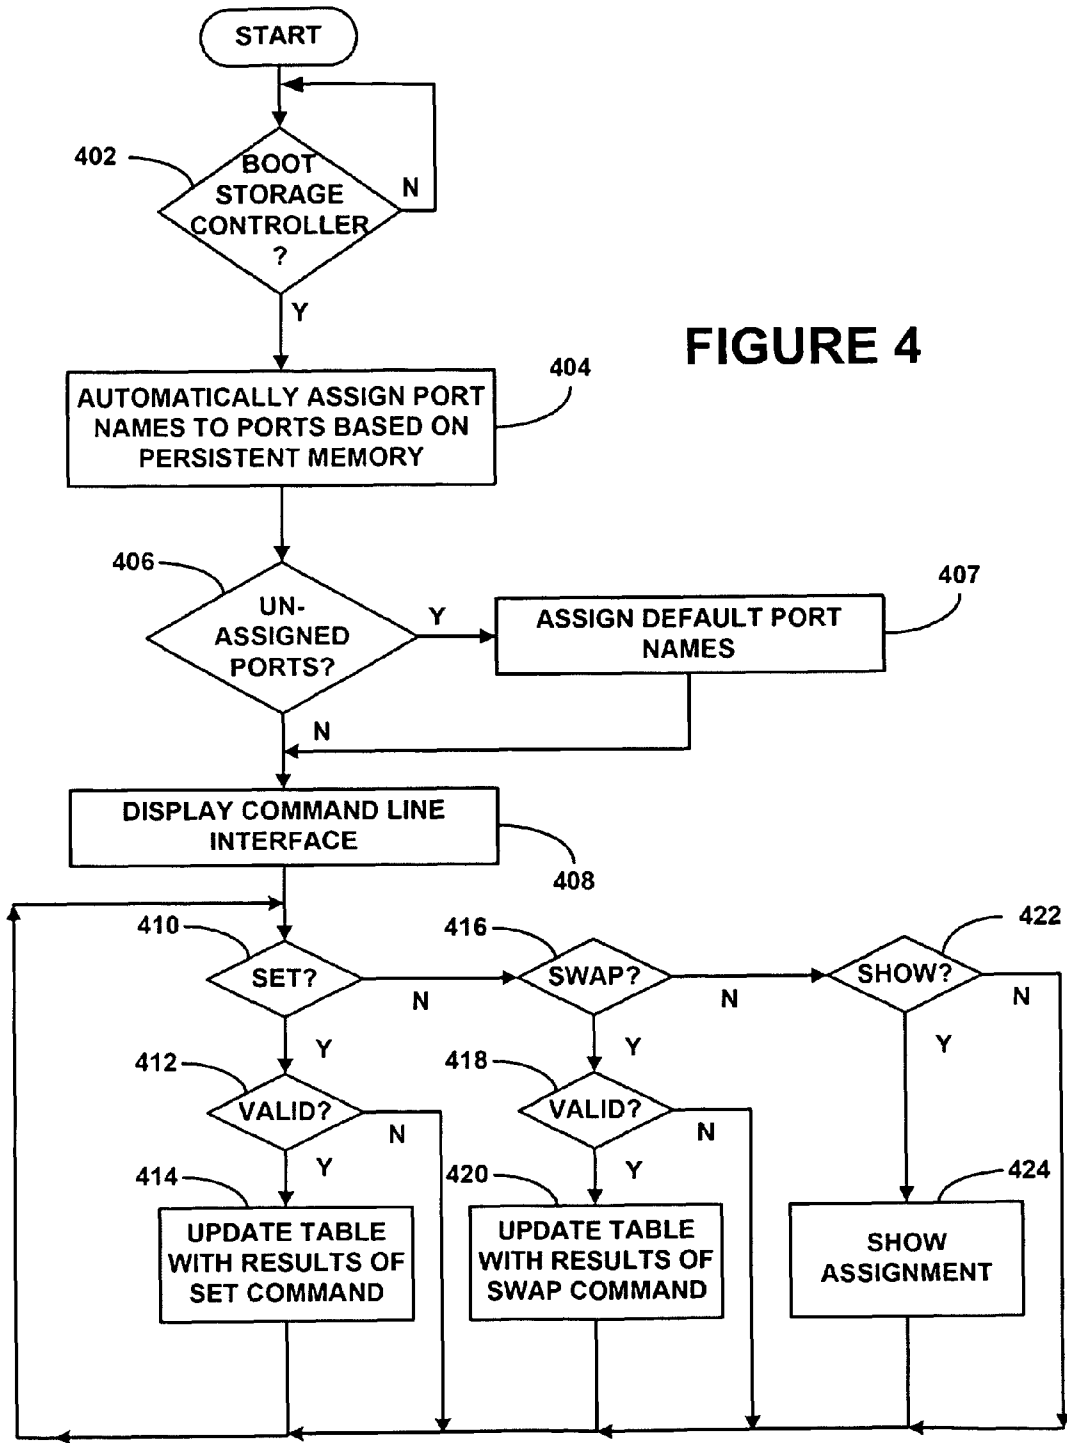 START
402
BOOT
STORAGE
CONTROLLER
?
N
Y
FIGURE 4
404
AUTOMATICALLY ASSIGN PORT
NAMES TO PORTS BASED ON
PERSISTENT MEMORY
406
UN-
ASSIGNED
PORTS?
Y
407
ASSIGN DEFAULT PORT
NAMES
N
DISPLAY COMMAND LINE
INTERFACE
408
410
SET?
N
416
SWAP?
N
422
SHOW?
N
Y
Y
Y
412
VALID?
N
418
VALID?
N
Y
Y
414
UPDATE TABLE
WITH RESULTS OF
SET COMMAND
420
UPDATE TABLE
WITH RESULTS OF
SWAP COMMAND
424
SHOW
ASSIGNMENT